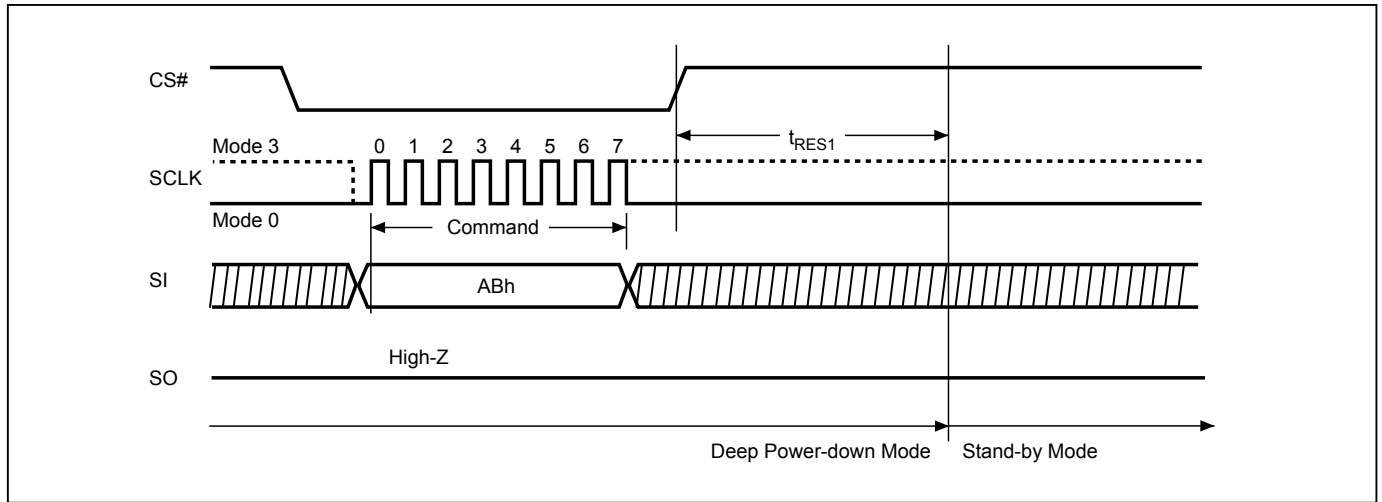 CS#
Mode 3
0 1 2 3 4 5 6 7
tRES1
SCLK
Mode 0
Command
SI
ABh
High-Z
SO
Deep Power-down Mode Stand-by Mode